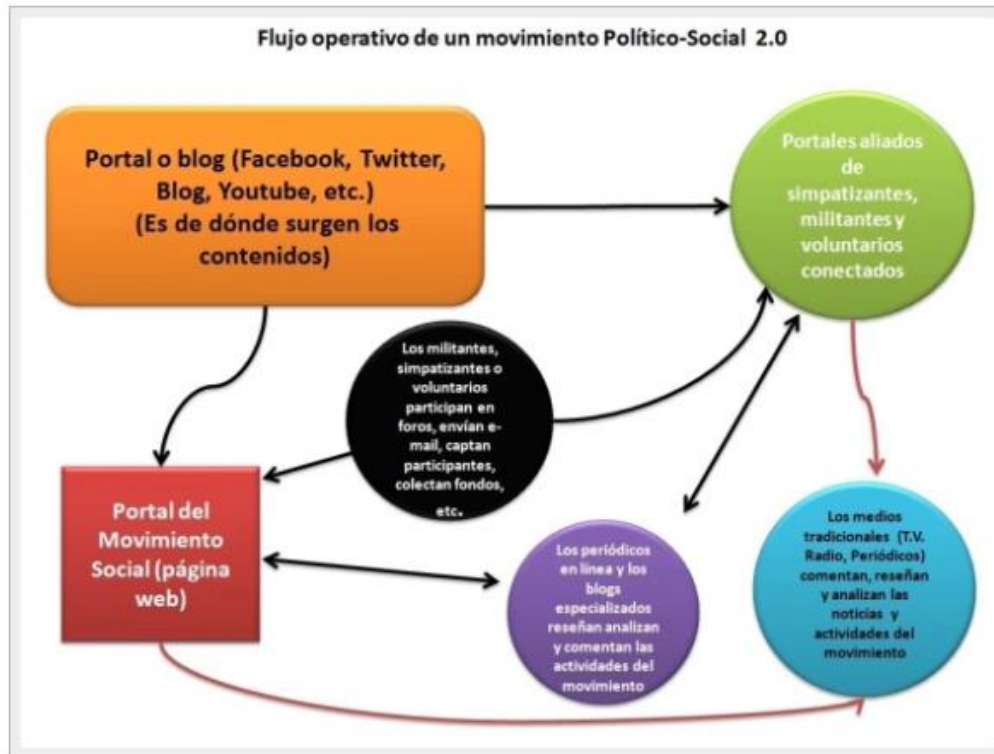 Flujo operativo de un movimiento Político-Social 2.0
Portal o blog (Facebook, Twitter,
Blog, Youtube, etc.)
(Es de dónde surgen los
contenidos)
Portales aliados
de
simpatizantes,
militantes y
voluntarios
conectados
Los militantes,
simpatizantes o
voluntarios
participan en
foros, envían e-
mail, captan
participantes,
colectan fondos,
etc.
Portal del
Movimiento
Social (página
web)
Los periódicos
en línea y los
blogs
especializados
reseñan analizan
y comentan las
actividades del
movimiento
Los medios
tradicionales (T.V.
Radio, Periódicos)
comentan, reseñan
y analizan las
noticias y
actividades del
movimiento